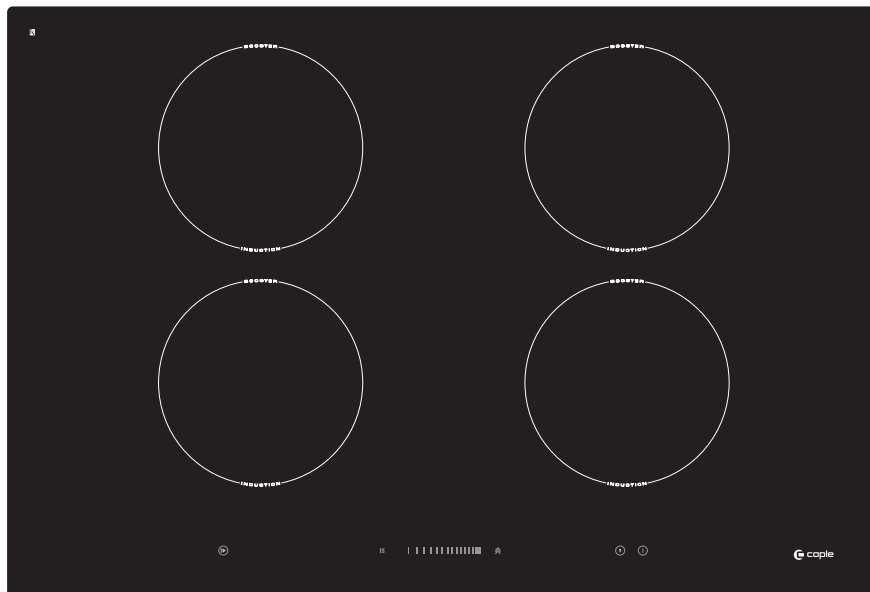 BOOSTER
BOOSTER
INDUCTION
INDUCTION
BOOSTER
BOOSTER
INDUCTION
INDUCTION
caple